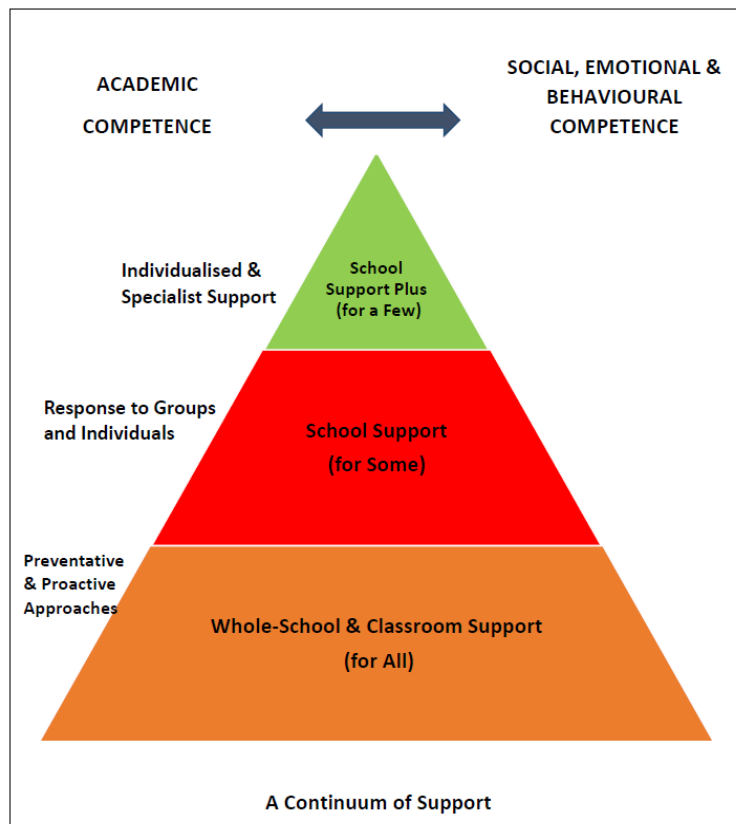 ACADEMIC
COMPETENCE
SOCIAL, EMOTIONAL &
BEHAVIOURAL
COMPETENCE
Individualised &
Specialist Support
School
Support Plus
(for a Few)
Response to Groups
and Individuals
School Support
(for Some)
Preventative
& Proactive
Approaches
Whole-School & Classroom Support
(for All)
A Continuum of Support